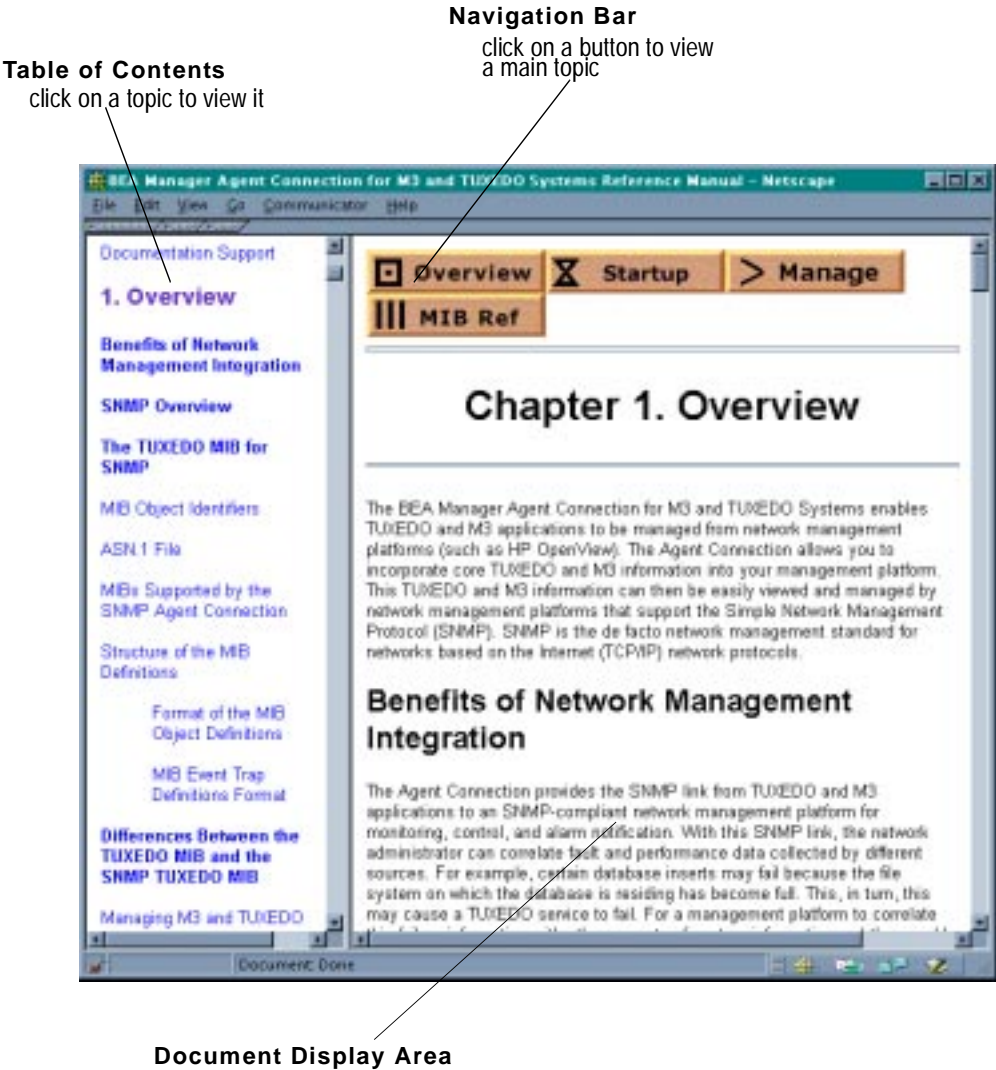 Navigation Bar
click on a button to view
a main topic
Table of Contents
click on a topic to view it
BEA Manager Agent Connection for M3 and TUXEDO Systems Reference Manual - Netscape
File Edit View Go Communicator Help
Documentation Support
1. Overview
Benefits of Network
Management Integration
SNMP Overview
The TUXEDO MIB for
SNMP
MIB Object Identifiers
ASN.1 File
MIBs Supported by the
SNMP Agent Connection
Structure of the MIB
Definitions
Format of the MIB
Object Definitions
MIB Event Trap
Definitions Format
Differences Between the
TUXEDO MIB and the
SNMP TUXEDO MIB
Managing M3 and TUXEDO
Overview Startup > Manage
MIB Ref
Chapter 1. Overview
The BEA Manager Agent Connection for M3 and TUXEDO Systems enables
TUXEDO and M3 applications to be managed from network management
platforms (such as HP OpenView). The Agent Connection allows you to
incorporate core TUXEDO and M3 information into your management platform.
This TUXEDO and M3 information can then be easily viewed and managed by
network management platforms that support the Simple Network Management
Protocol (SNMP). SNMP is the de facto network management standard for
networks based on the Internet (TCP/IP) network protocols.
Benefits of Network Management
Integration
The Agent Connection provides the SNMP link from TUXEDO and M3
applications to an SNMP-compliant network management platform for
monitoring, control, and alarm notification. With this SNMP link, the network
administrator can correlate fault and performance data collected by different
sources. For example, certain database inserts may fail because the file
system on which the database is residing has become full. This, in turn, this
may cause a TUXEDO service to fail. For a management platform to correlate
Document: Done
Document Display Area